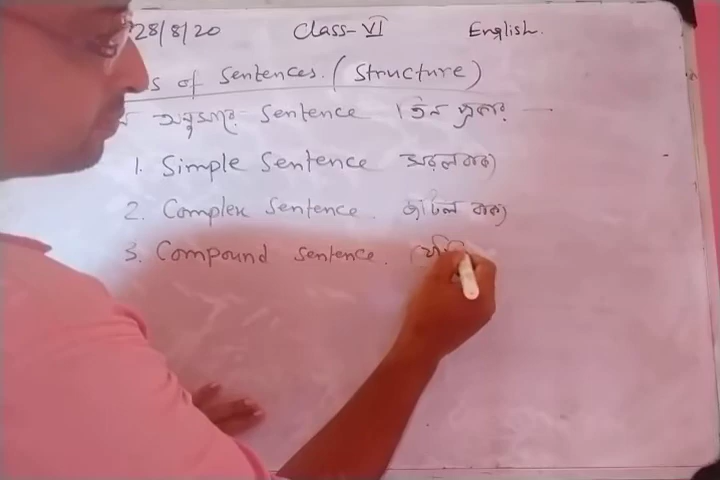 28/8/20 Class-VI English.
of Sentences. (Structure)
অনুসারে Sentence তিন প্রকার —
1. Simple Sentence সরল বাক্য
2. Complex Sentence. জটিল বাক্য
3. Compound sentence.